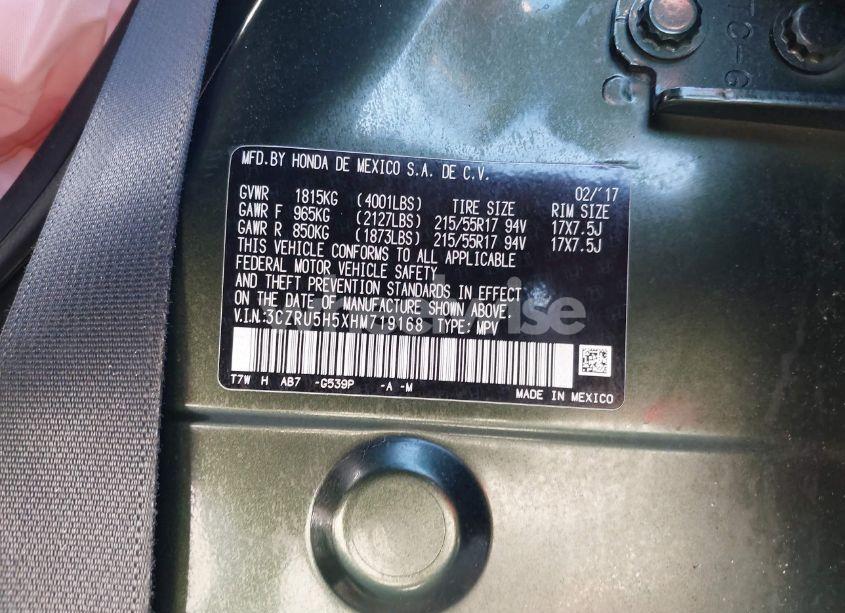 TC-G
MFD.BY HONDA DE MEXICO S.A. DE C.V. 02/'17
GVWR 1815KG (4001LBS) TIRE SIZE RIM SIZE
GAWR F 965KG (2127LBS) 215/55R17 94V 17X7.5J
GAWR R 850KG (1873LBS) 215/55R17 94V 17X7.5J
THIS VEHICLE CONFORMS TO ALL APPLICABLE
FEDERAL MOTOR VEHICLE SAFETY
AND THEFT PREVENTION STANDARDS IN EFFECT
ON THE DATE OF MANUFACTURE SHOWN ABOVE.
V.I.N.:3CZRU5H5XHM719168 TYPE: MPV
T7W H AB7 -G539P -A -M
MADE IN MEXICO